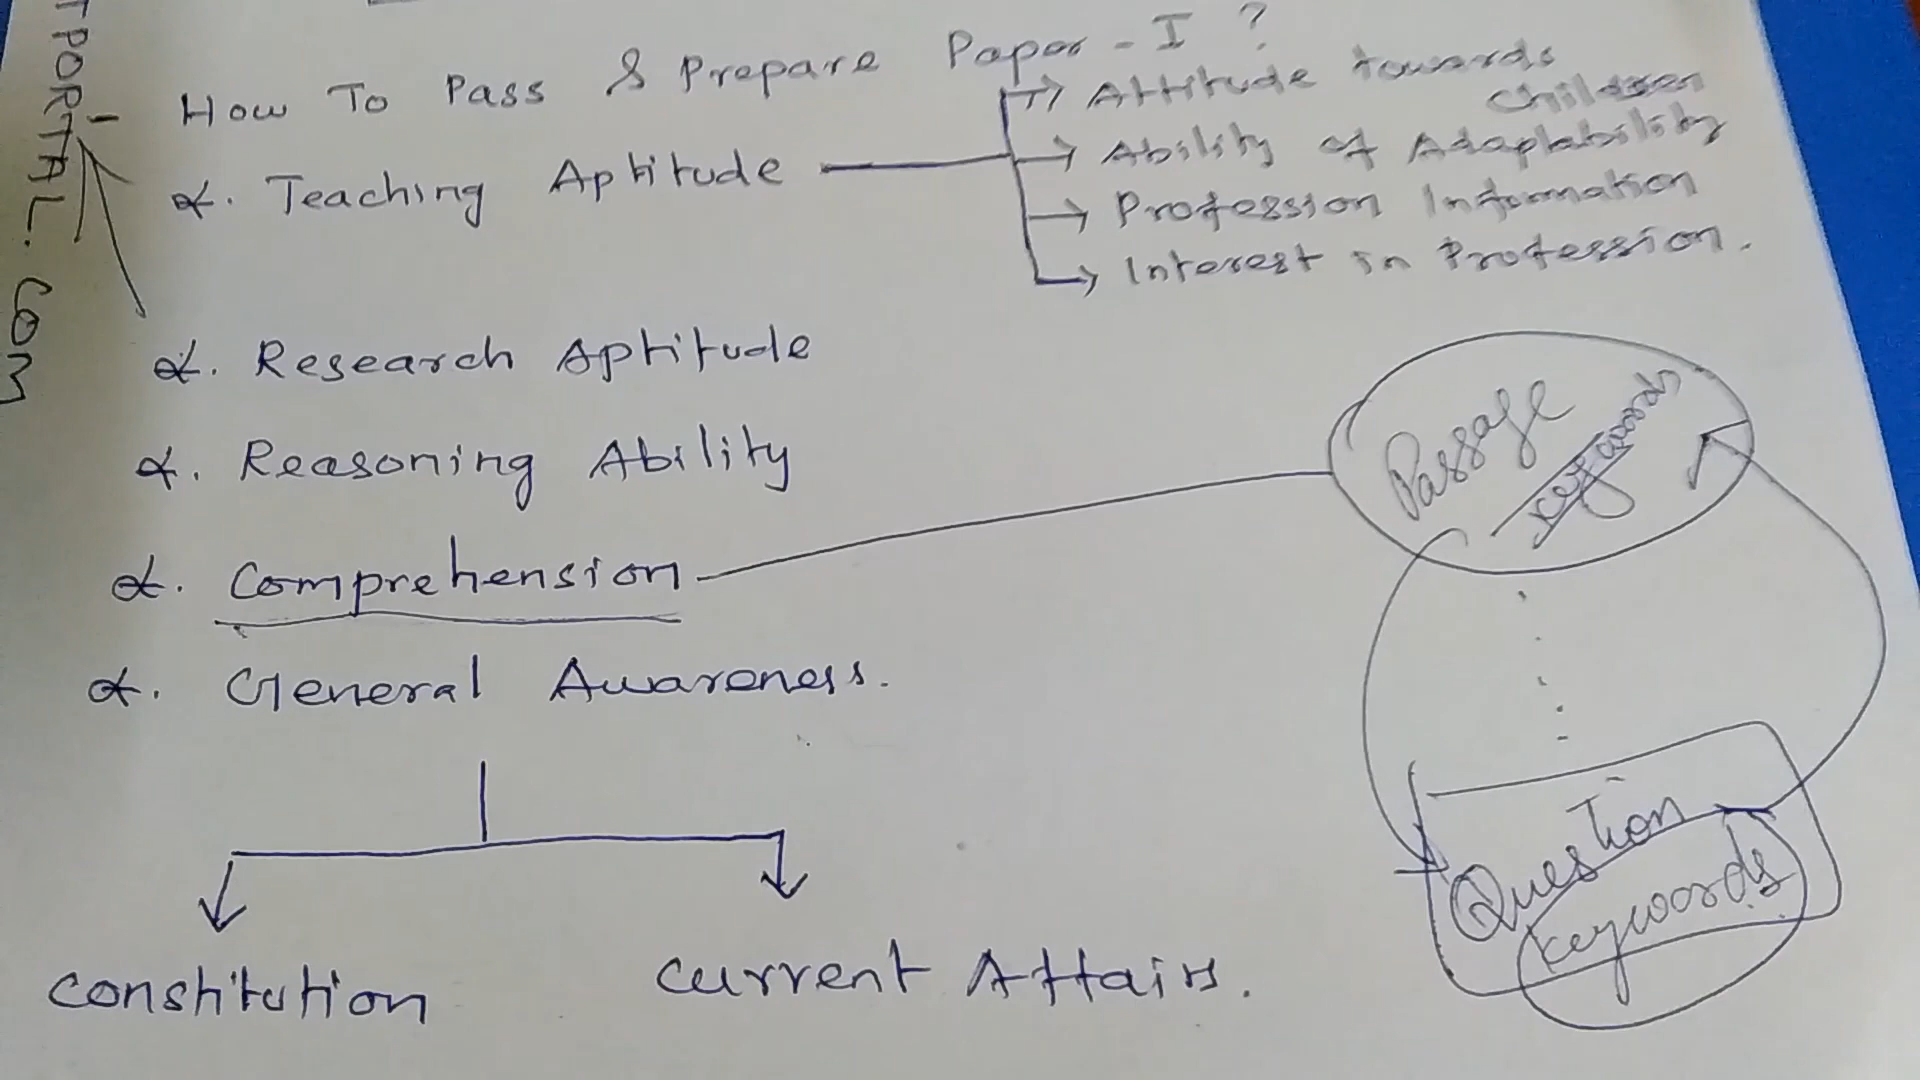 TPORTAL.COM
How To Pass & Prepare Paper-I ?
α. Teaching Aptitude
→ Attitude towards Children
→ Ability of Adaptability
→ Profession Information
→ Interest in Profession.
α. Research Aptitude
α. Reasoning Ability
α. Comprehension
Passage
Keywords
Question
Keywords
α. General Awareness.
Constitution
Current Affairs.